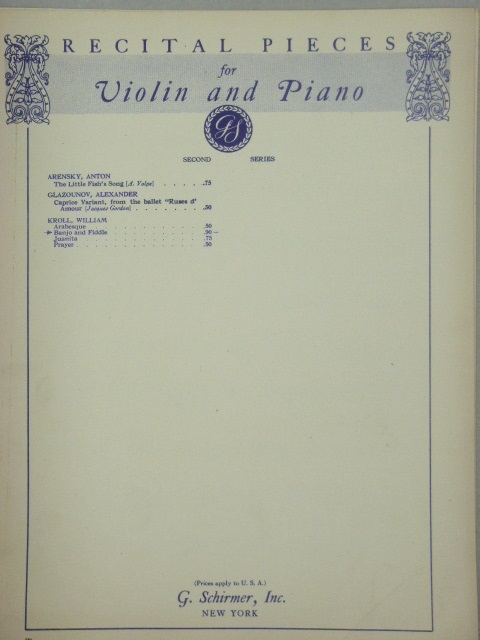 RECITAL PIECES
for
Violin and Piano
GS
SECOND SERIES
ARENSKY, ANTON
The Little Fish's Song [A. Volpe] . . . . .75
GLAZOUNOV, ALEXANDER
Caprice Variant, from the ballet "Ruses d'
Amour [Jacques Gordon] . . . . . . . .50
KROLL, WILLIAM
Arabesque . . . . . . . . . . . . .50
Banjo and Fiddle . . . . . . . . . . .90
Juanita . . . . . . . . . . . . . .75
Prayer . . . . . . . . . . . . . .50
(Prices apply to U. S. A.)
G. Schirmer, Inc.
NEW YORK